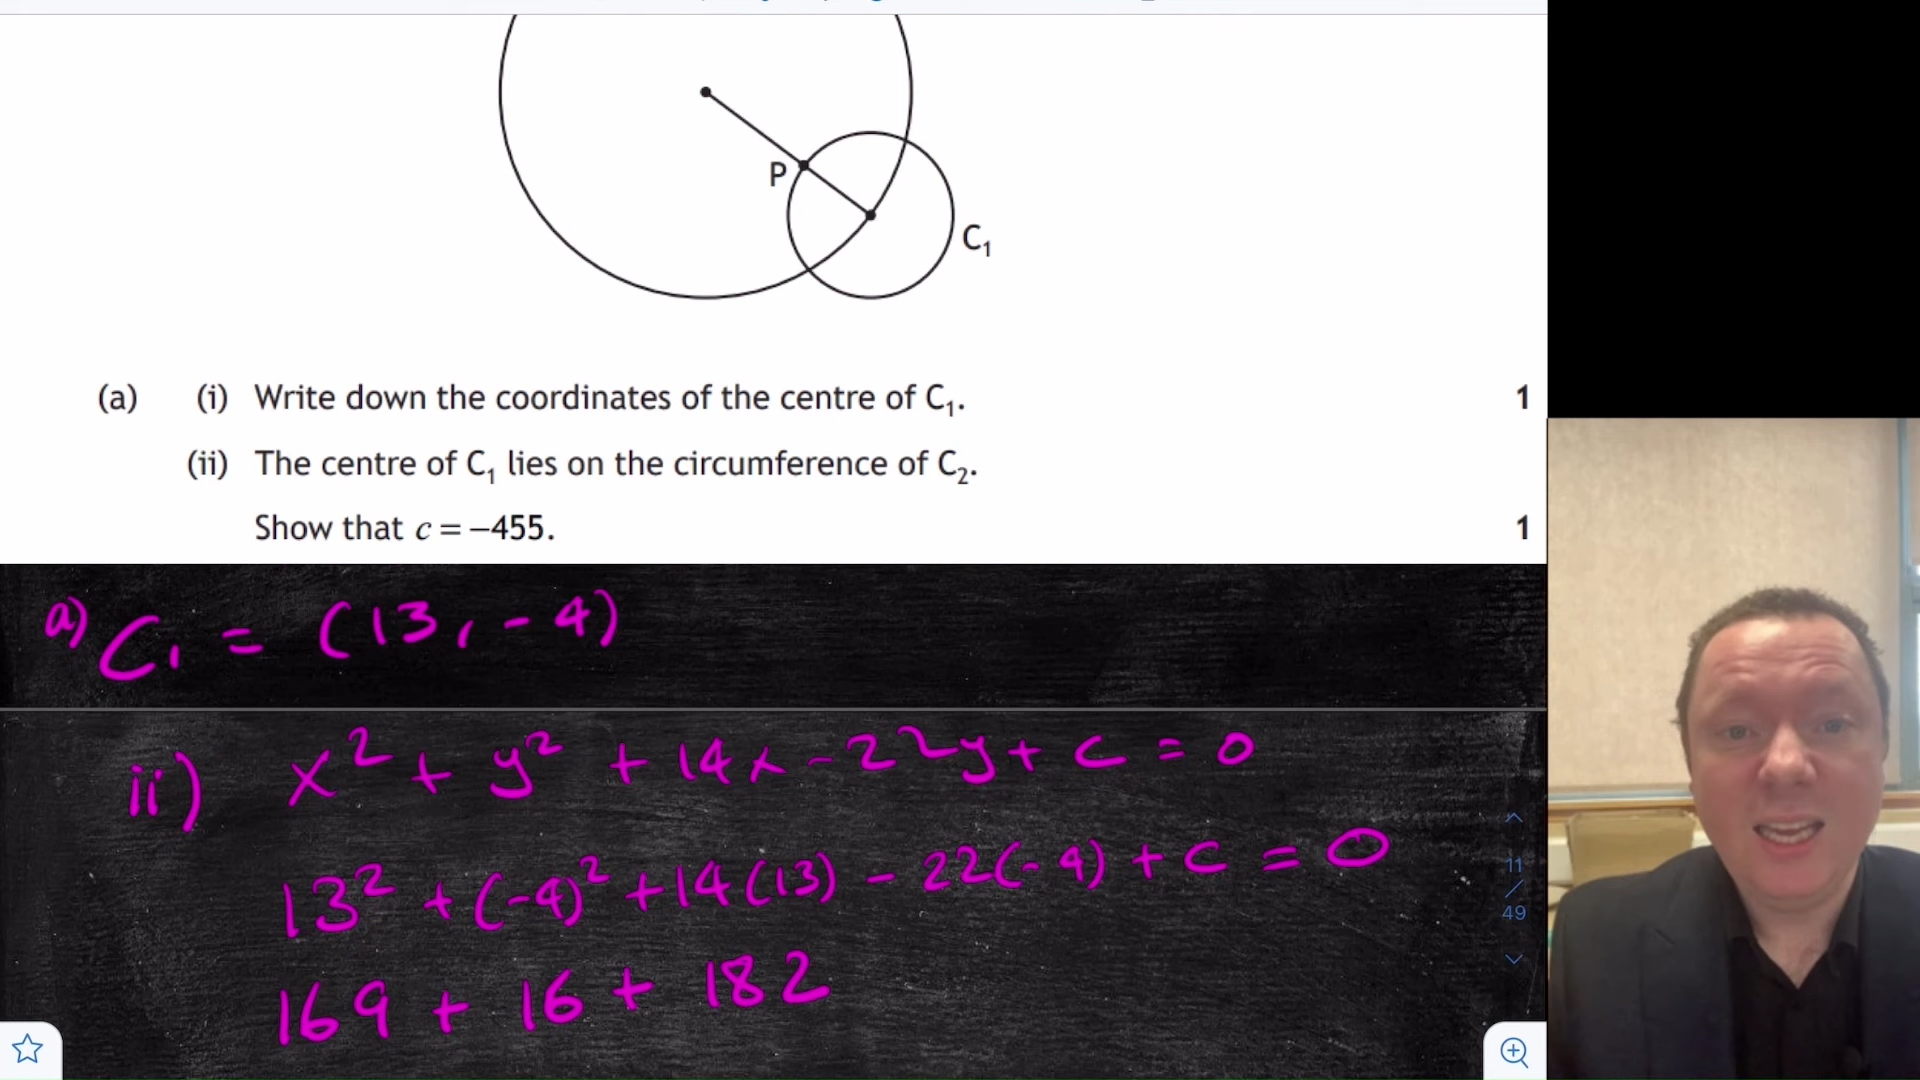 P
C₁
(a) (i) Write down the coordinates of the centre of C₁. 1
(ii) The centre of C₁ lies on the circumference of C₂.
Show that c = −455. 1
a) C₁ = (13, -4)
ii) x² + y² + 14x - 22y + c = 0
13² + (-4)² + 14(13) - 22(-4) + c = 0
169 + 16 + 182
11
/
49